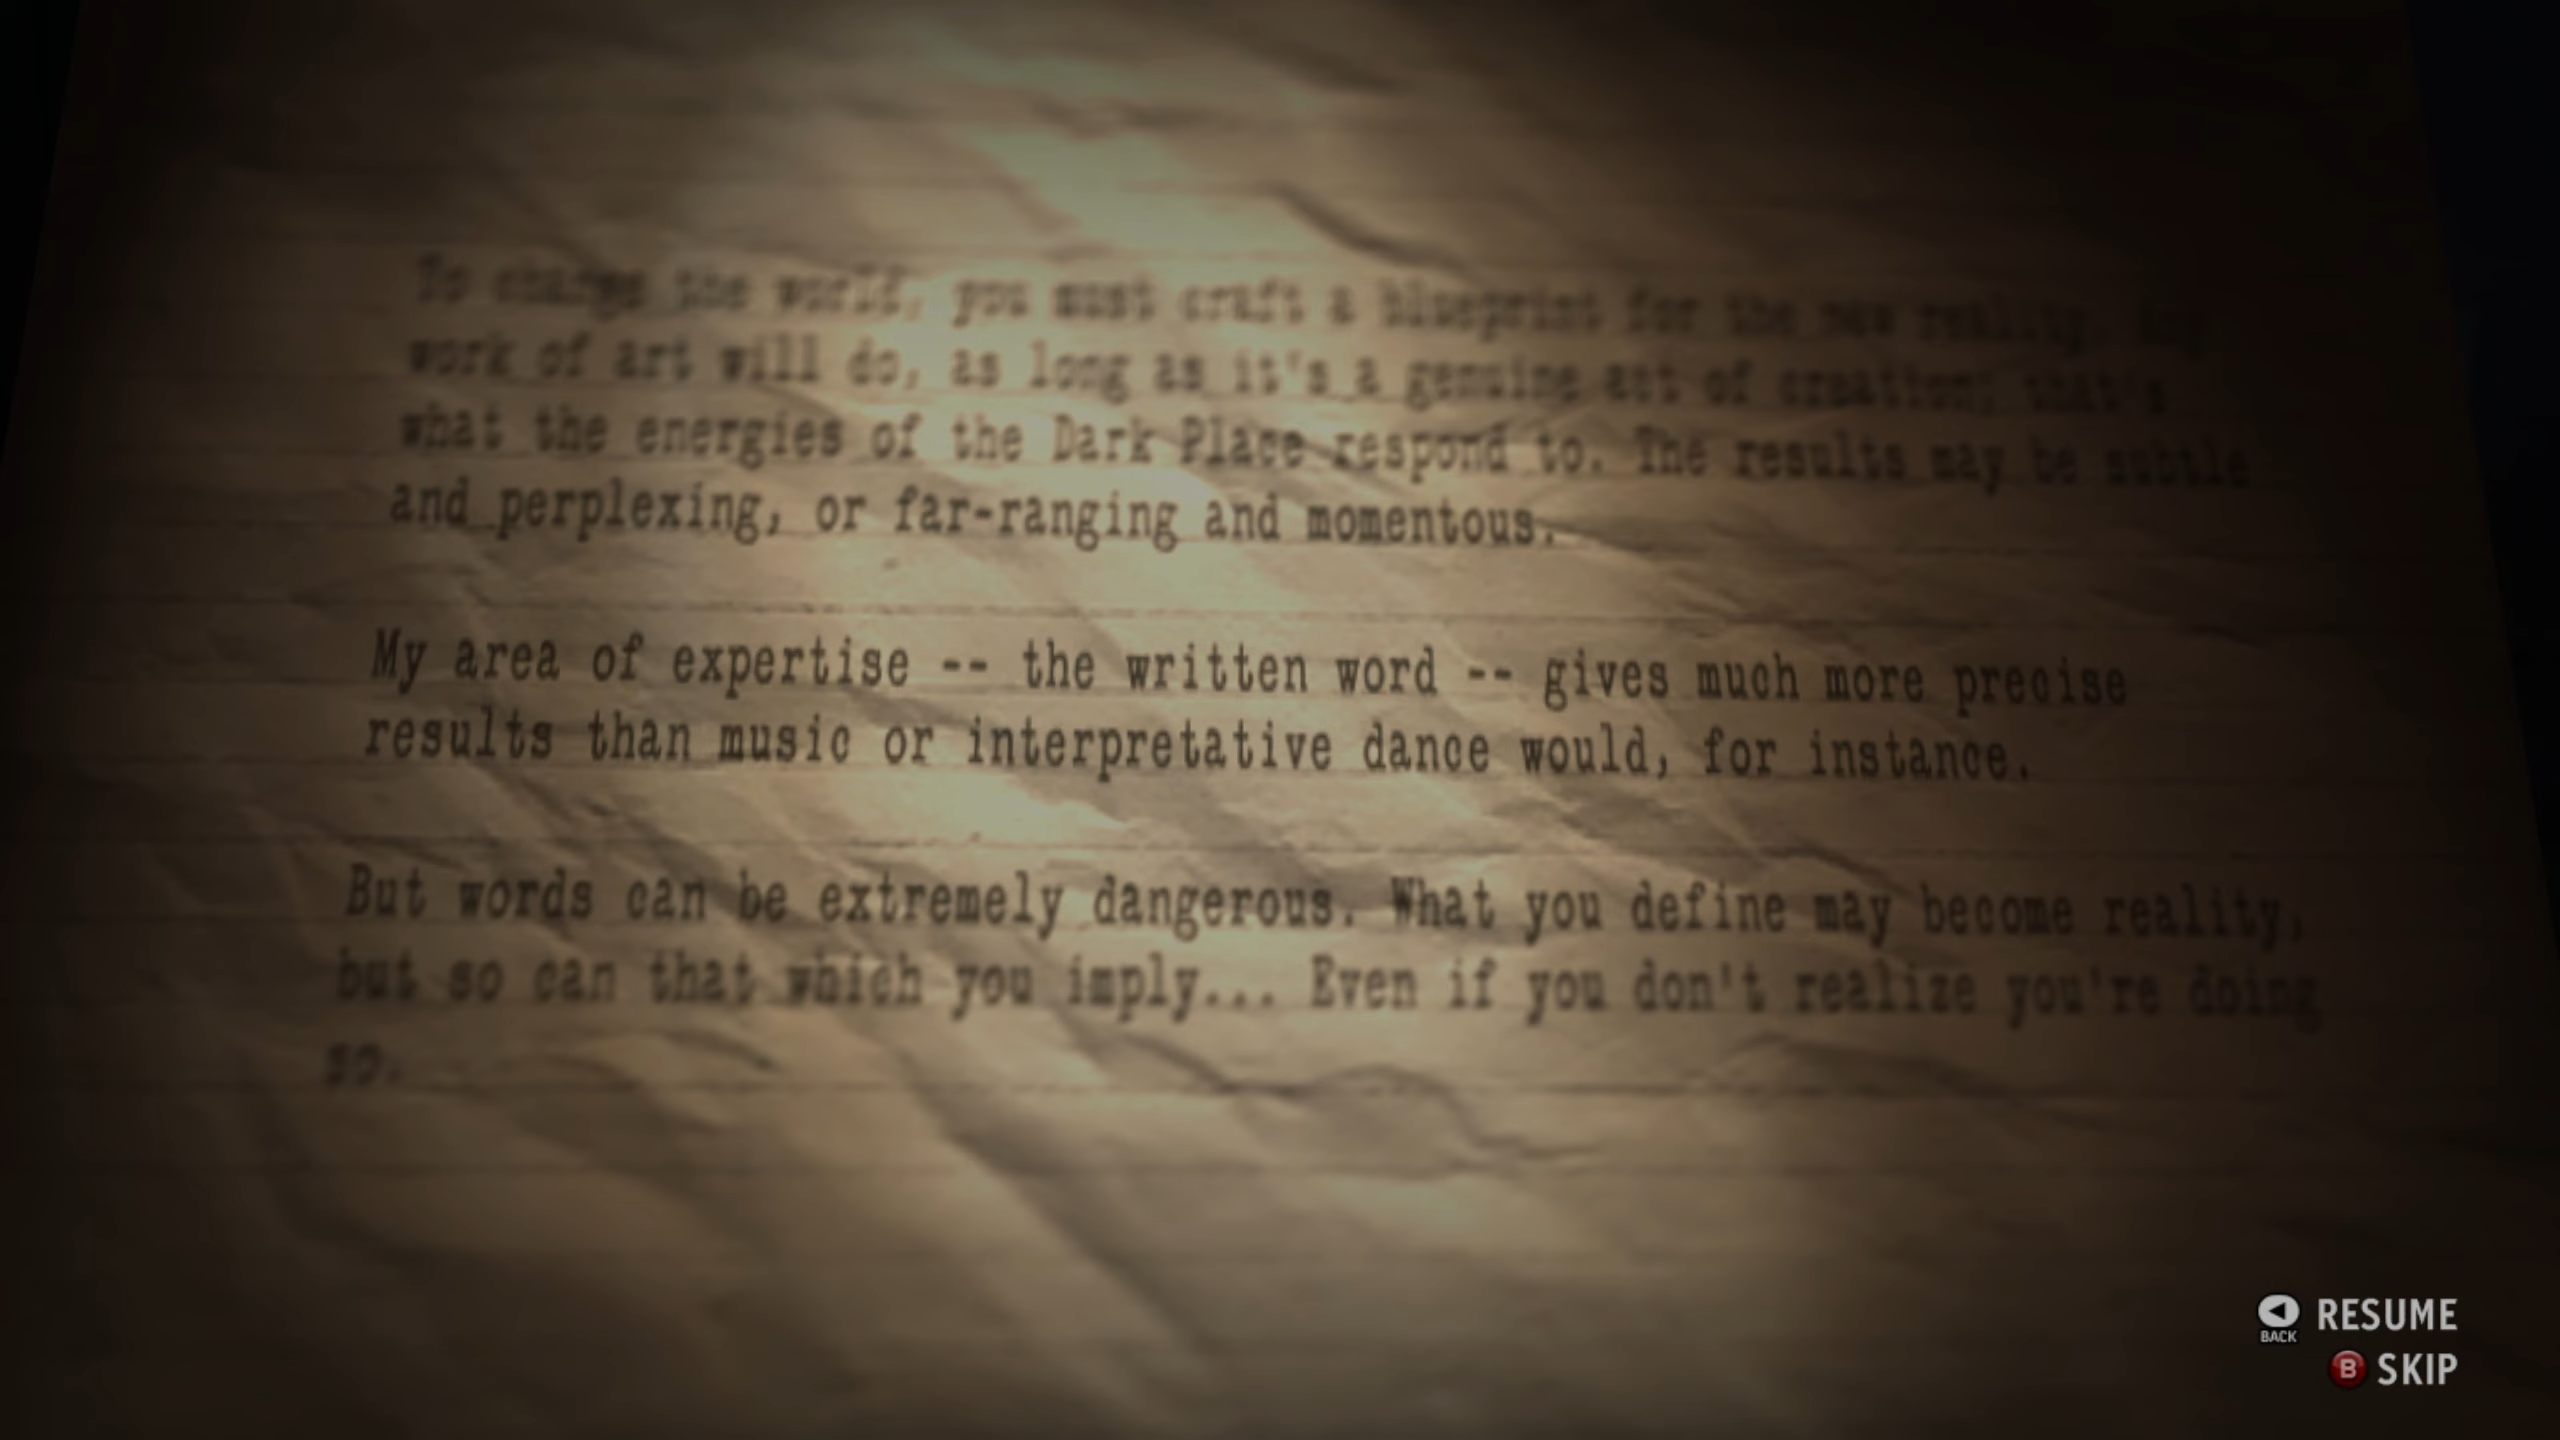 To change the world, you must craft a blueprint for the new reality. Any
work of art will do, as long as it's a genuine act of creation; that's
what the energies of the Dark Place respond to. The results may be subtle
and perplexing, or far-ranging and momentous.
My area of expertise -- the written word -- gives much more precise
results than music or interpretative dance would, for instance.
But words can be extremely dangerous. What you define may become reality,
but so can that which you imply... Even if you don't realize you're doing
so.
RESUME
BACK
B SKIP